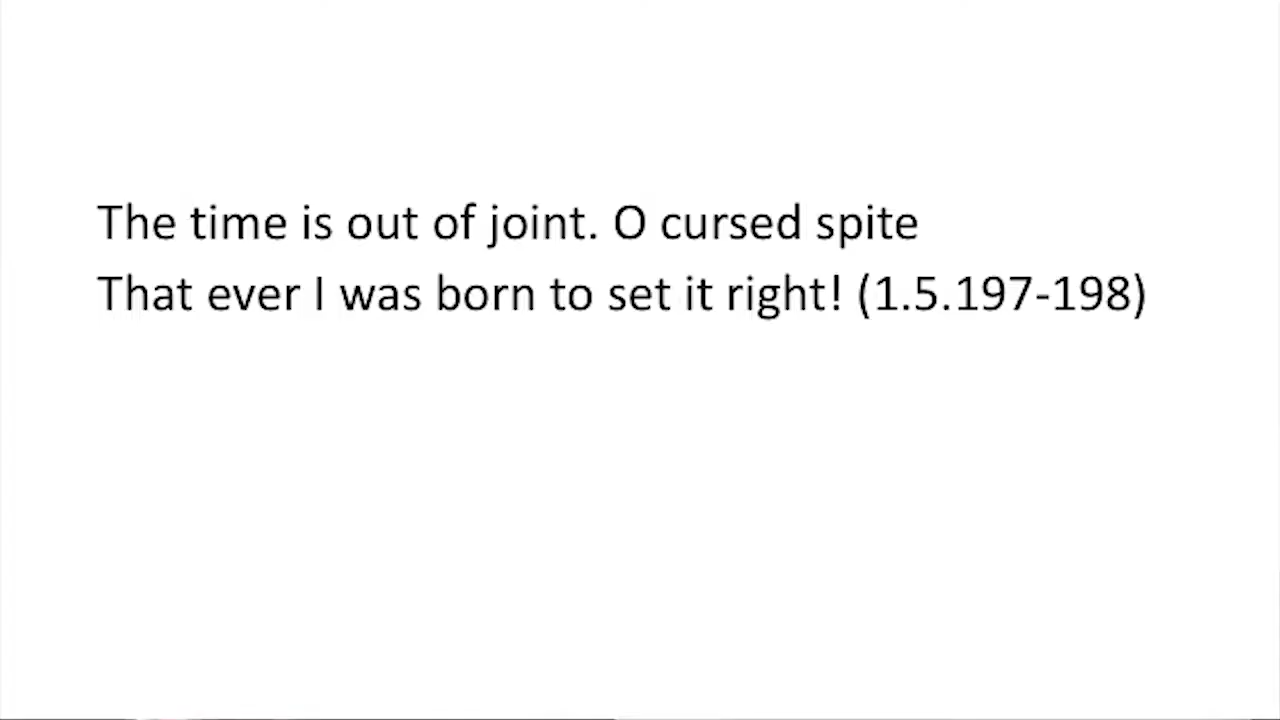 The time is out of joint. O cursed spite
That ever I was born to set it right! (1.5.197-198)